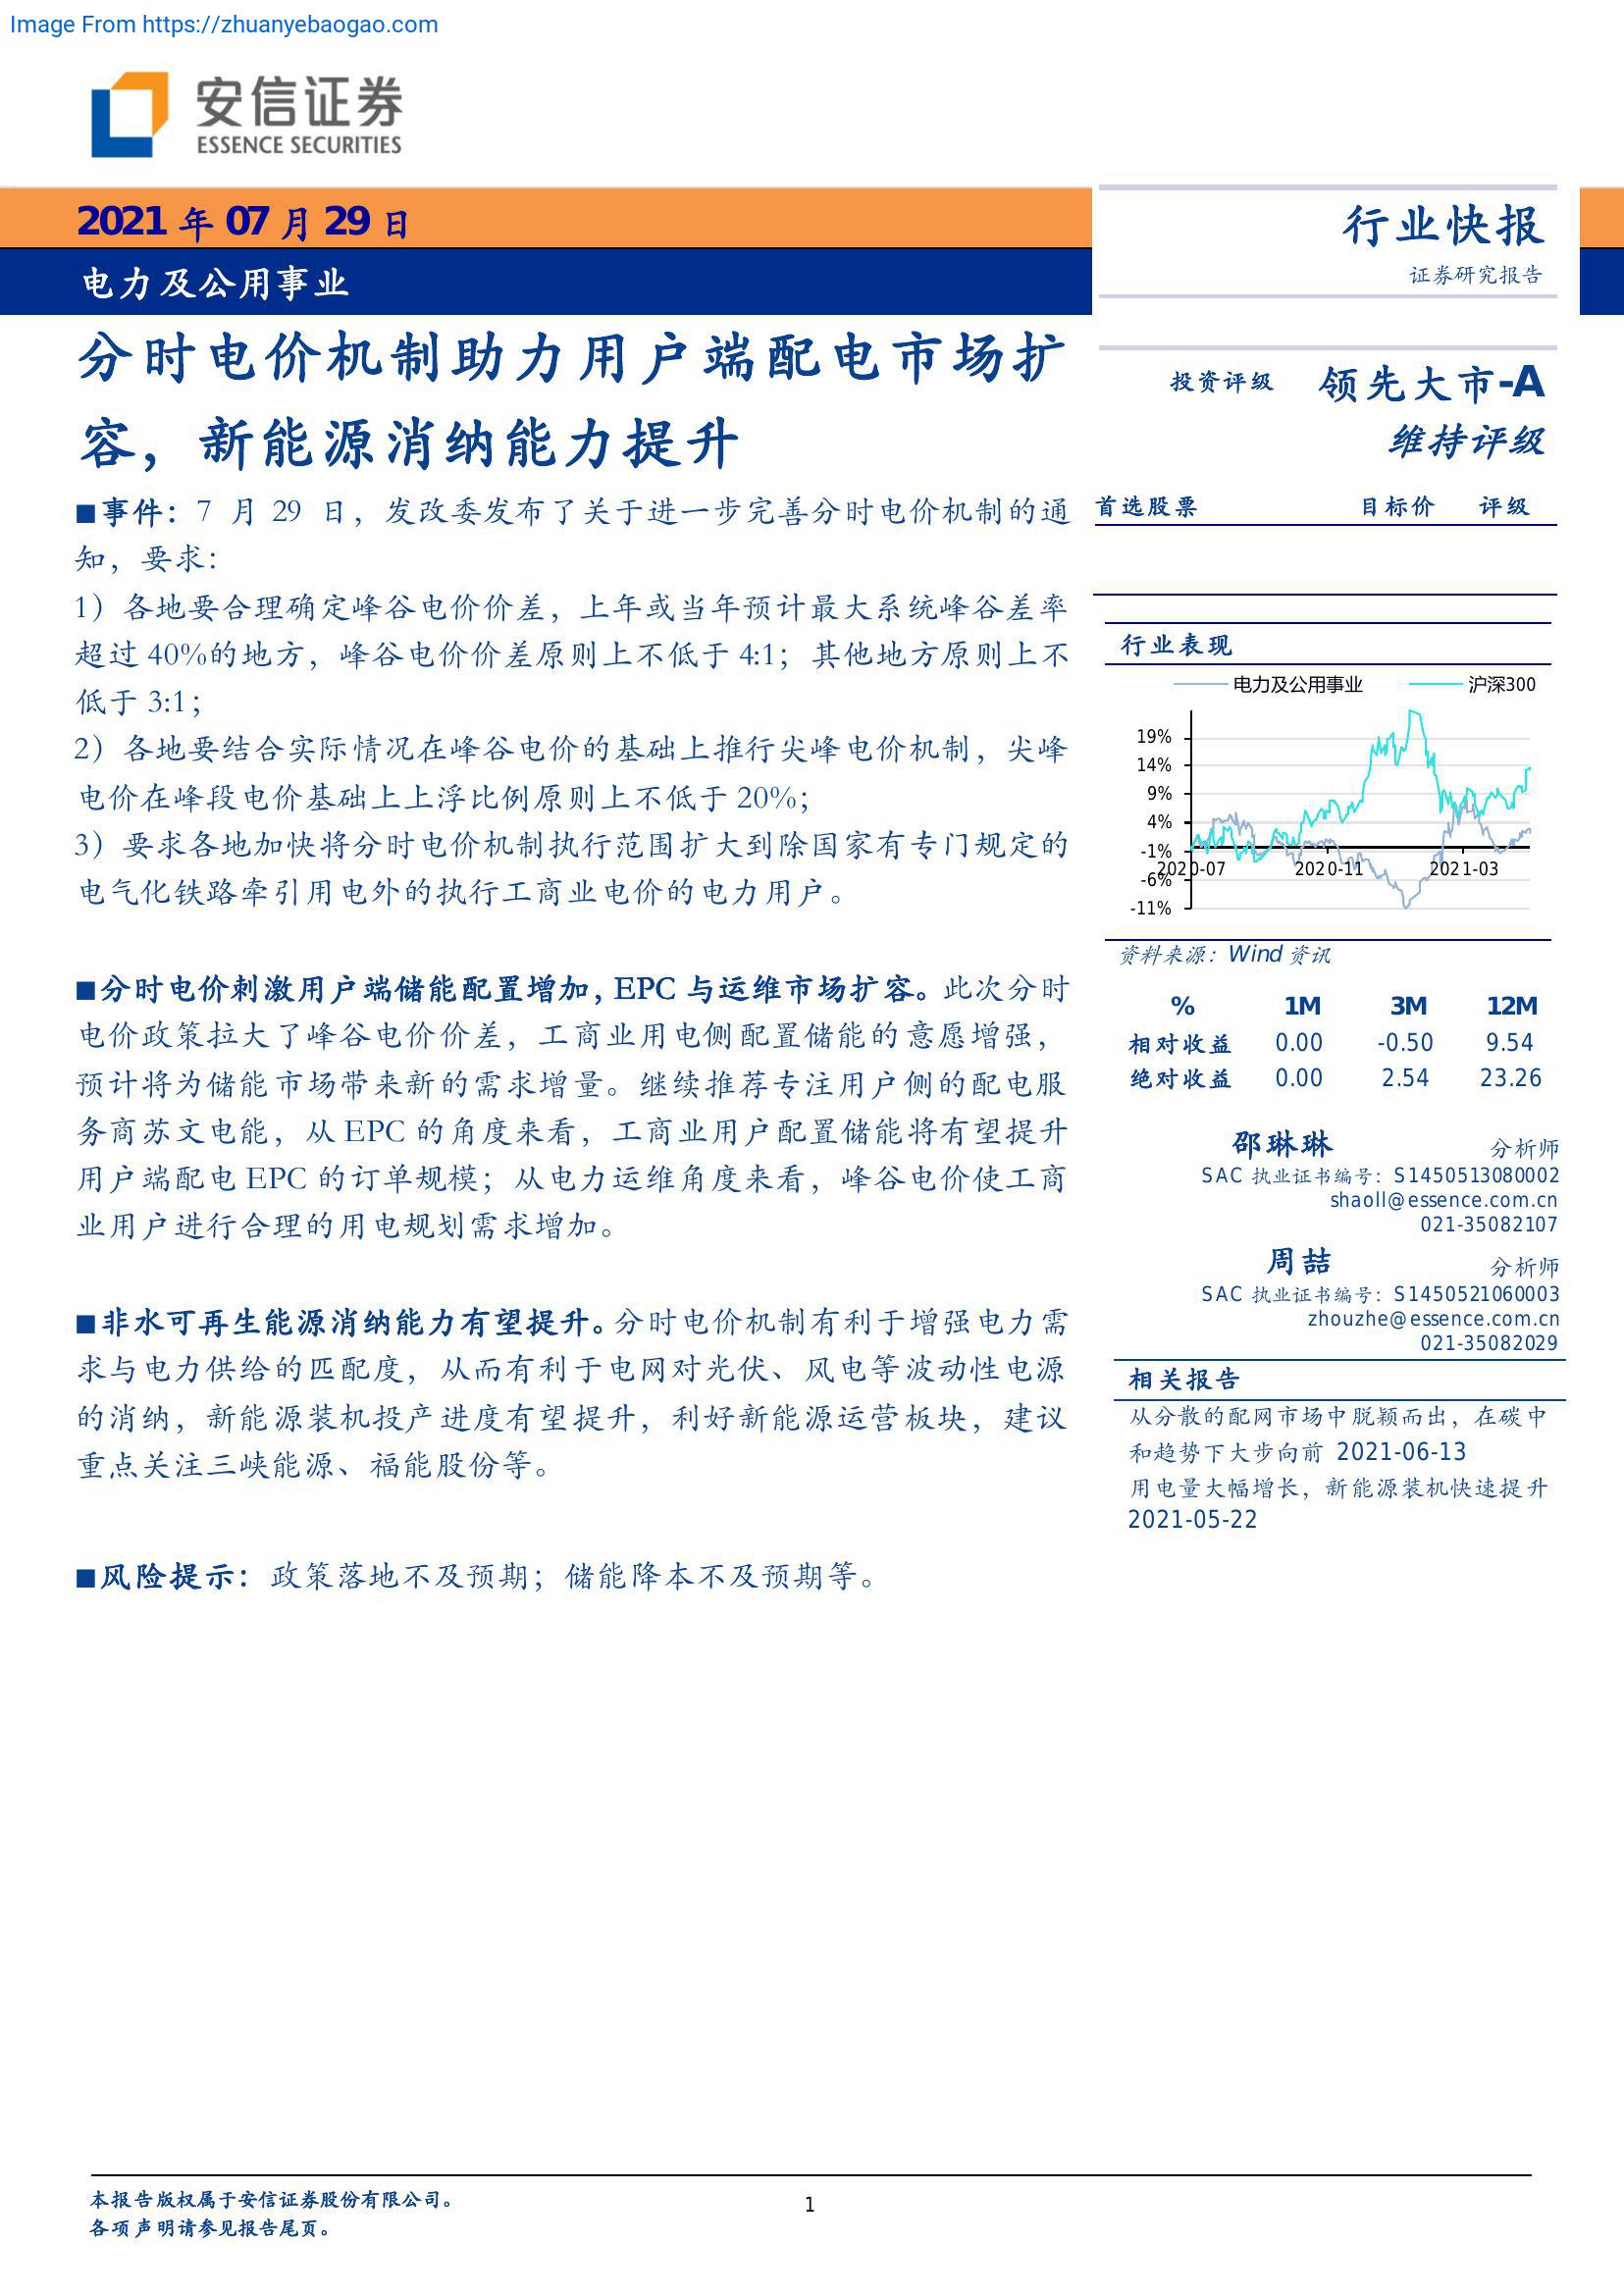 Image From https://zhuanyebaogao.com
安信证券
ESSENCE SECURITIES
2021 年 07 月 29 日
电力及公用事业
分时电价机制助力用户端配电市场扩
容，新能源消纳能力提升
■事件：7 月 29 日，发改委发布了关于进一步完善分时电价机制的通
知，要求：
1）各地要合理确定峰谷电价价差，上年或当年预计最大系统峰谷差率
超过 40%的地方，峰谷电价价差原则上不低于 4:1；其他地方原则上不
低于 3:1；
2）各地要结合实际情况在峰谷电价的基础上推行尖峰电价机制，尖峰
电价在峰段电价基础上上浮比例原则上不低于 20%；
3）要求各地加快将分时电价机制执行范围扩大到除国家有专门规定的
电气化铁路牵引用电外的执行工商业电价的电力用户。
■分时电价刺激用户端储能配置增加，EPC 与运维市场扩容。此次分时
电价政策拉大了峰谷电价价差，工商业用电侧配置储能的意愿增强，
预计将为储能市场带来新的需求增量。继续推荐专注用户侧的配电服
务商苏文电能，从 EPC 的角度来看，工商业用户配置储能将有望提升
用户端配电 EPC 的订单规模；从电力运维角度来看，峰谷电价使工商
业用户进行合理的用电规划需求增加。
■非水可再生能源消纳能力有望提升。分时电价机制有利于增强电力需
求与电力供给的匹配度，从而有利于电网对光伏、风电等波动性电源
的消纳，新能源装机投产进度有望提升，利好新能源运营板块，建议
重点关注三峡能源、福能股份等。
■风险提示：政策落地不及预期；储能降本不及预期等。
行业快报
证券研究报告
投资评级 领先大市-A
维持评级
首选股票 目标价 评级
行业表现
电力及公用事业 沪深300
19%
14%
9%
4%
-1%
2020-07 2020-11 2021-03
-6%
-11%
资料来源：Wind 资讯
% 1M 3M 12M
相对收益 0.00 -0.50 9.54
绝对收益 0.00 2.54 23.26
邵琳琳 分析师
SAC 执业证书编号：S1450513080002
shaoll@essence.com.cn
021-35082107
周喆 分析师
SAC 执业证书编号：S1450521060003
zhouzhe@essence.com.cn
021-35082029
相关报告
从分散的配网市场中脱颖而出，在碳中
和趋势下大步向前 2021-06-13
用电量大幅增长，新能源装机快速提升
2021-05-22
本报告版权属于安信证券股份有限公司。
各项声明请参见报告尾页。
1